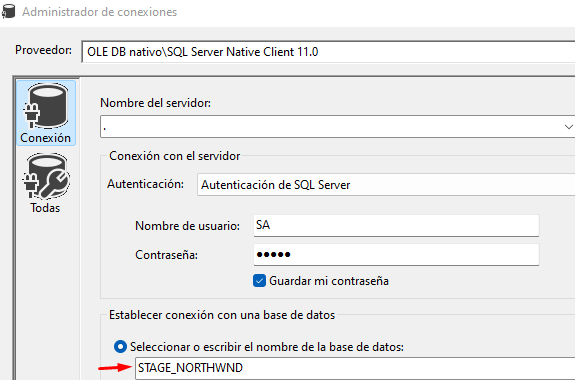 Administrador de conexiones
Proveedor: OLE DB nativo\SQL Server Native Client 11.0
Conexión
Todas
Nombre del servidor:
.
Conexión con el servidor
Autenticación: Autenticación de SQL Server
Nombre de usuario: SA
Contraseña: •••••
Guardar mi contraseña
Establecer conexión con una base de datos
Seleccionar o escribir el nombre de la base de datos:
STAGE_NORTHWND